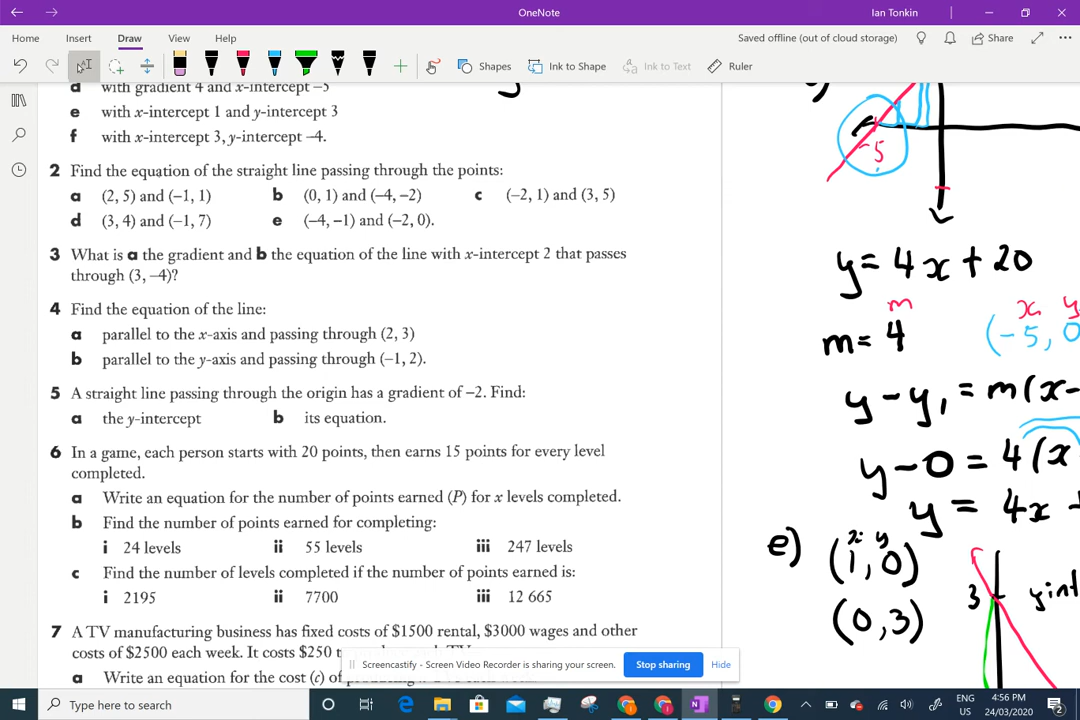 OneNote
Ian Tonkin
Home Insert Draw View Help
Saved offline (out of cloud storage)
Share
Shapes
Ink to Shape
Ink to Text
Ruler
d with gradient 4 and x-intercept –5
e with x-intercept 1 and y-intercept 3
f with x-intercept 3, y-intercept –4.
2 Find the equation of the straight line passing through the points:
a (2, 5) and (–1, 1) b (0, 1) and (–4, –2) c (–2, 1) and (3, 5)
d (3, 4) and (–1, 7) e (–4, –1) and (–2, 0).
3 What is a the gradient and b the equation of the line with x-intercept 2 that passes
through (3, –4)?
4 Find the equation of the line:
a parallel to the x-axis and passing through (2, 3)
b parallel to the y-axis and passing through (–1, 2).
5 A straight line passing through the origin has a gradient of –2. Find:
a the y-intercept b its equation.
6 In a game, each person starts with 20 points, then earns 15 points for every level
completed.
a Write an equation for the number of points earned (P) for x levels completed.
b Find the number of points earned for completing:
i 24 levels ii 55 levels iii 247 levels
c Find the number of levels completed if the number of points earned is:
i 2195 ii 7700 iii 12 665
7 A TV manufacturing business has fixed costs of $1500 rental, $3000 wages and other
costs of $2500 each week. It costs $250 t
a Write an equation for the cost (c) of
-5
y = 4x + 20
m
x y
m = 4
(-5, 0
y - y₁ = m(x -
y - 0 = 4(x
y = 4x +
e)
x y
(1, 0)
(0, 3)
3
yint
Screencastify - Screen Video Recorder is sharing your screen.
Stop sharing
Hide
Type here to search
ENG
US
4:56 PM
24/03/2020
2